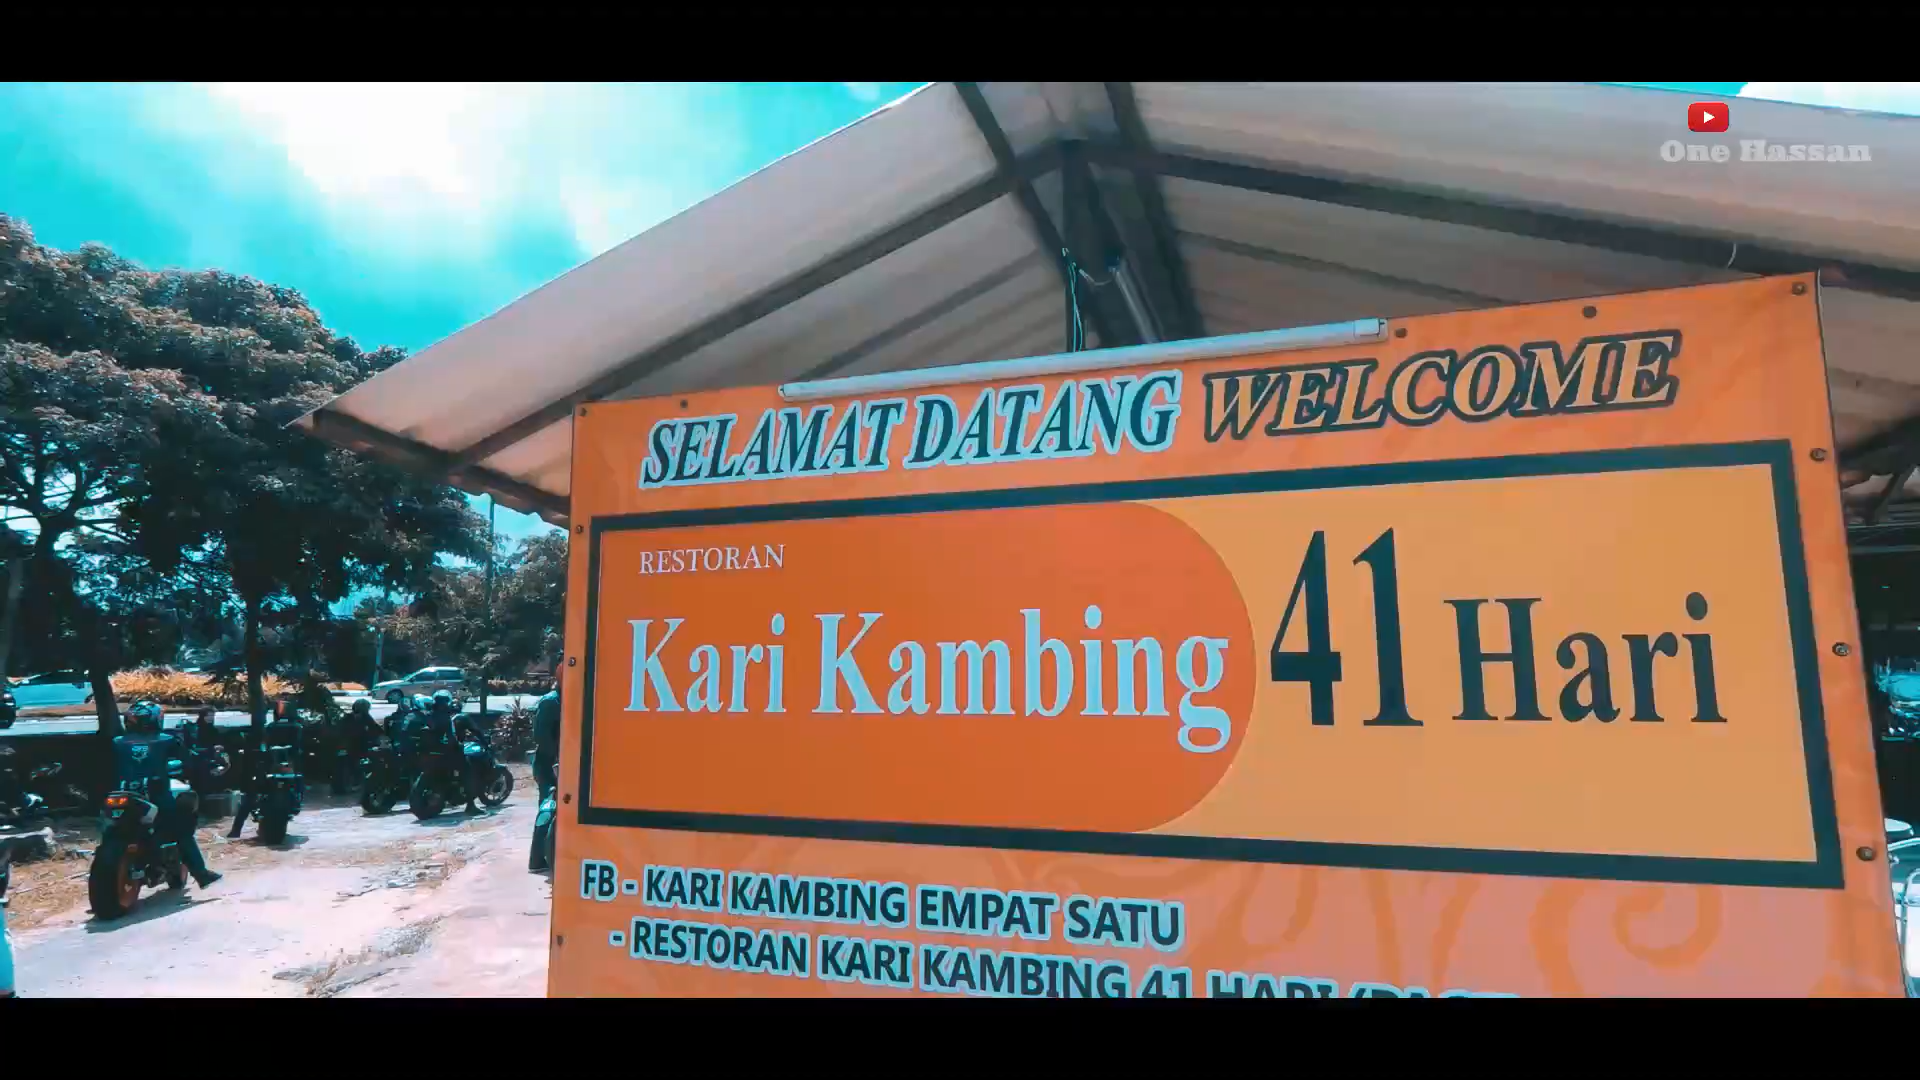 One Hassan
SELAMAT DATANG WELCOME
RESTORAN
Kari Kambing 41 Hari
FB - KARI KAMBING EMPAT SATU
- RESTORAN KARI KAMBING 41 HARI